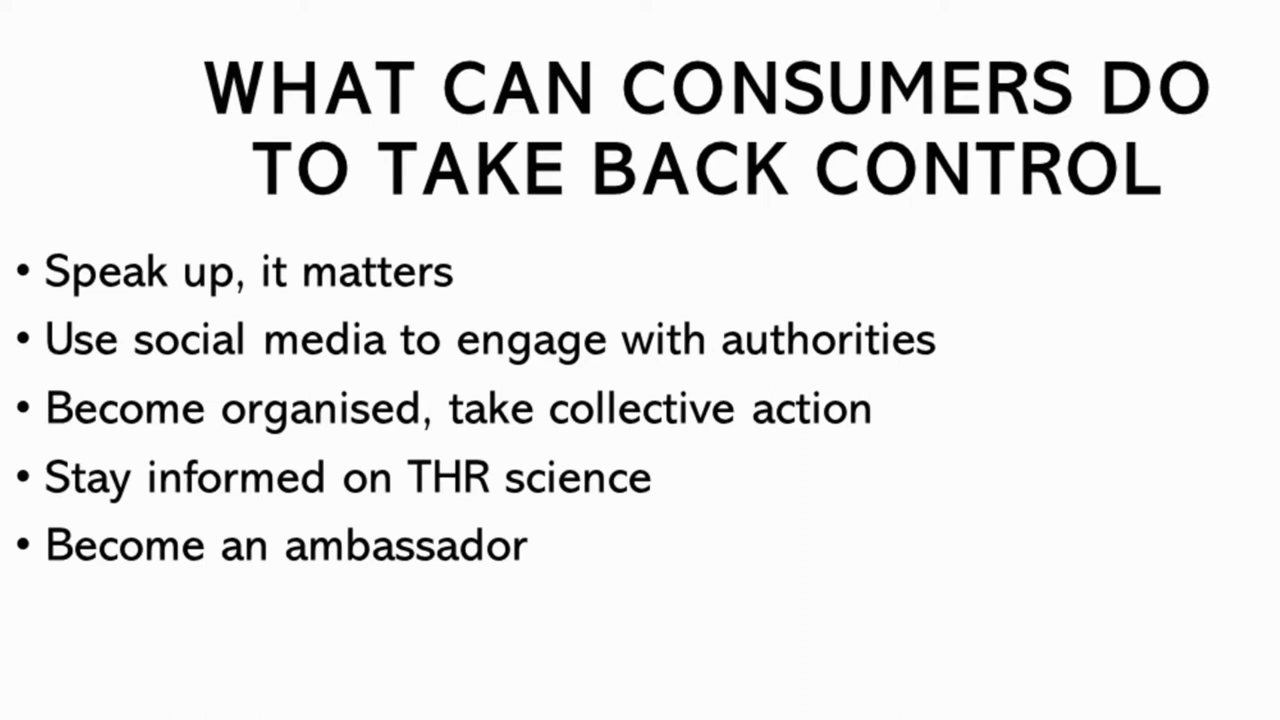 WHAT CAN CONSUMERS DO
TO TAKE BACK CONTROL
• Speak up, it matters
• Use social media to engage with authorities
• Become organised, take collective action
• Stay informed on THR science
• Become an ambassador